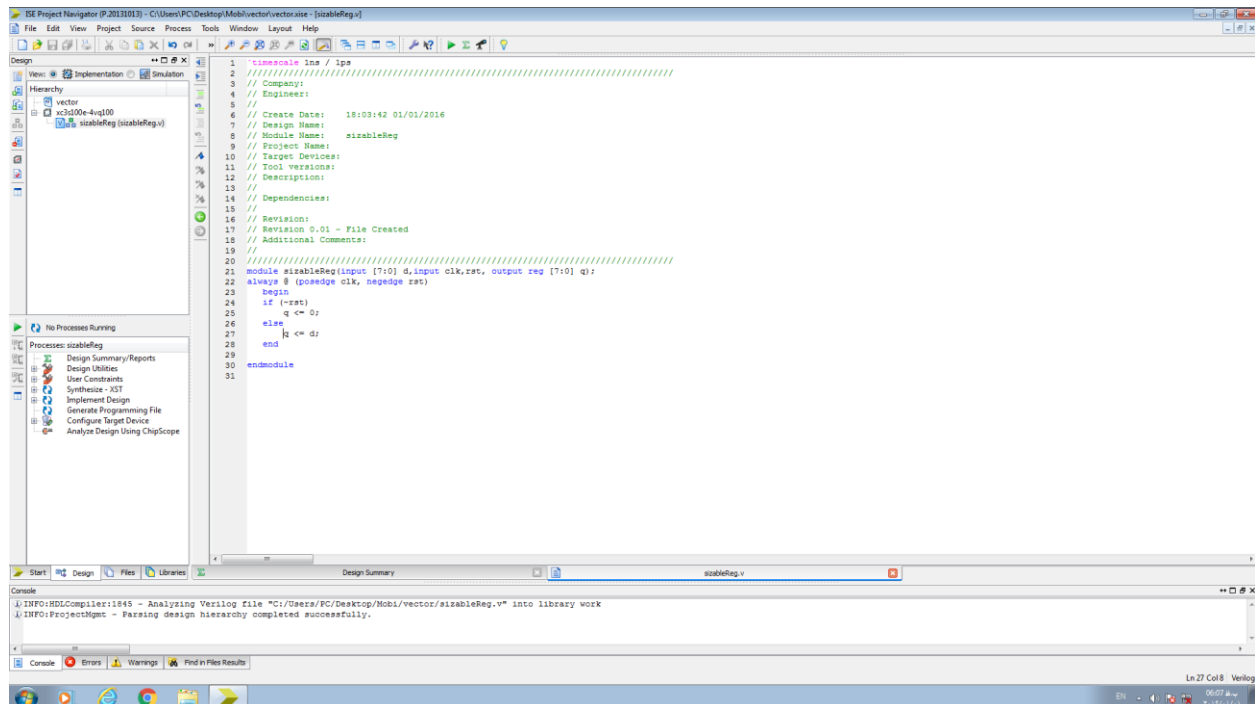 ISE Project Navigator (P.20131013) - C:\Users\PC\Desktop\Mobi\vector\vector.xise - [sizableReg.v]
File Edit View Project Source Process Tools Window Layout Help
Design
View: Implementation Simulation
Hierarchy
vector
xc3s100e-4vq100
sizableReg (sizableReg.v)
No Processes Running
Processes: sizableReg
Design Summary/Reports
Design Utilities
User Constraints
Synthesize - XST
Implement Design
Generate Programming File
Configure Target Device
Analyze Design Using ChipScope
Start Design Files Libraries
1 `timescale 1ns / 1ps
2 //////////////////////////////////////////////////////////////////////////////////
3 // Company:
4 // Engineer:
5 //
6 // Create Date:    18:03:42 01/01/2016
7 // Design Name:
8 // Module Name:    sizableReg
9 // Project Name:
10 // Target Devices:
11 // Tool versions:
12 // Description:
13 //
14 // Dependencies:
15 //
16 // Revision:
17 // Revision 0.01 - File Created
18 // Additional Comments:
19 //
20 //////////////////////////////////////////////////////////////////////////////////
21 module sizableReg(input [7:0] d,input clk,rst, output reg [7:0] q);
22 always @ (posedge clk, negedge rst)
23    begin
24    if (~rst)
25       q <= 0;
26    else
27       q <= d;
28    end
29
30 endmodule
31
Design Summary
sizableReg.v
Console
INFO:HDLCompiler:1845 - Analyzing Verilog file "C:/Users/PC/Desktop/Mobi/vector/sizableReg.v" into library work
INFO:ProjectMgmt - Parsing design hierarchy completed successfully.
Console Errors Warnings Find in Files Results
Ln 27 Col 8 Verilog
EN
06:07